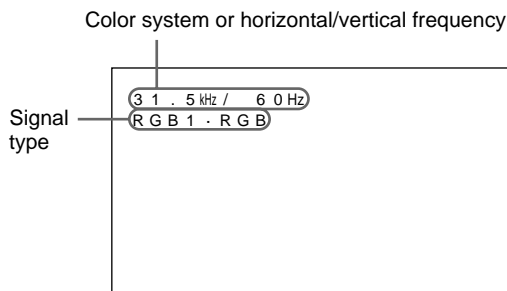 Color system or horizontal/vertical frequency
31.5kHz/ 60Hz
RGB1·RGB
Signal
type